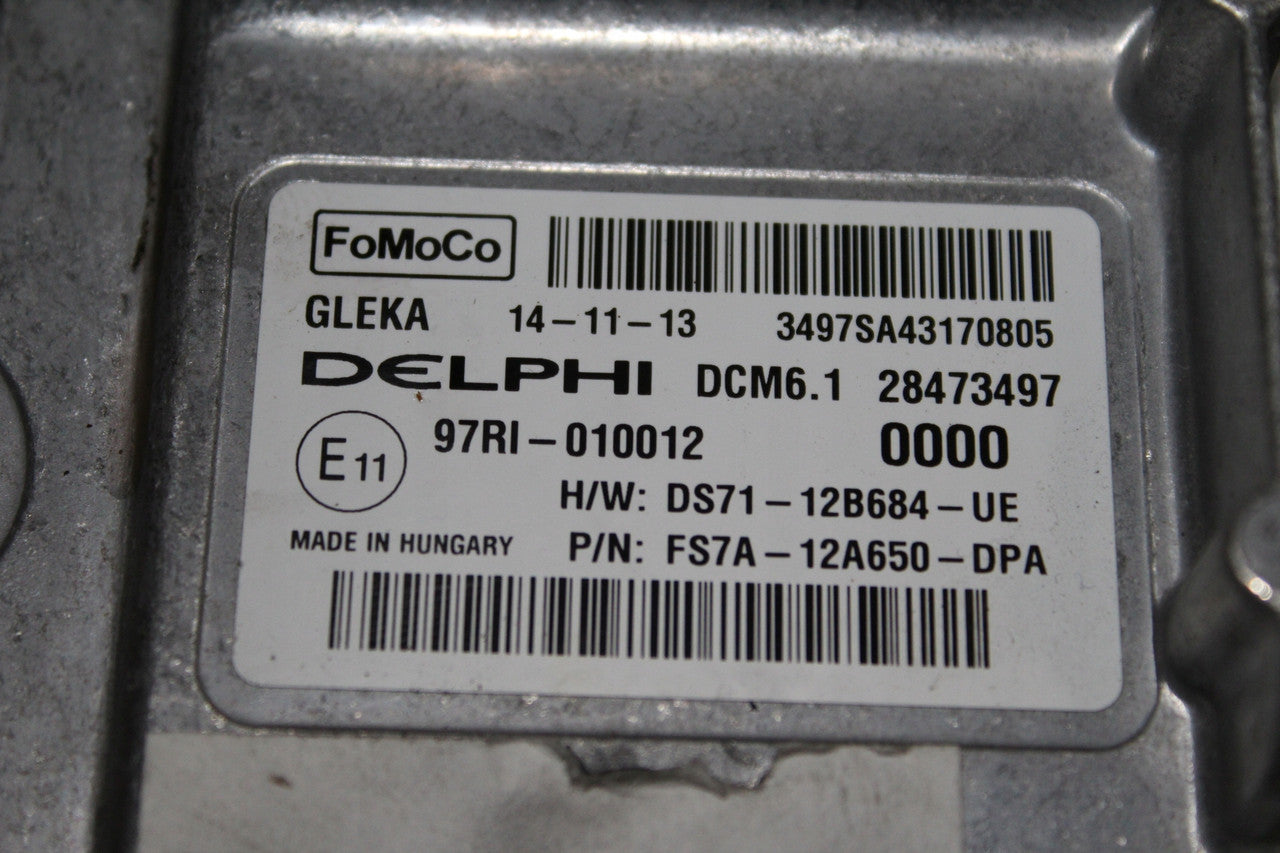 FoMoCo
GLEKA 14-11-13 3497SA43170805
DELPHI DCM6.1 28473497
E11 97RI-010012 0000
H/W: DS71-12B684-UE
MADE IN HUNGARY P/N: FS7A-12A650-DPA